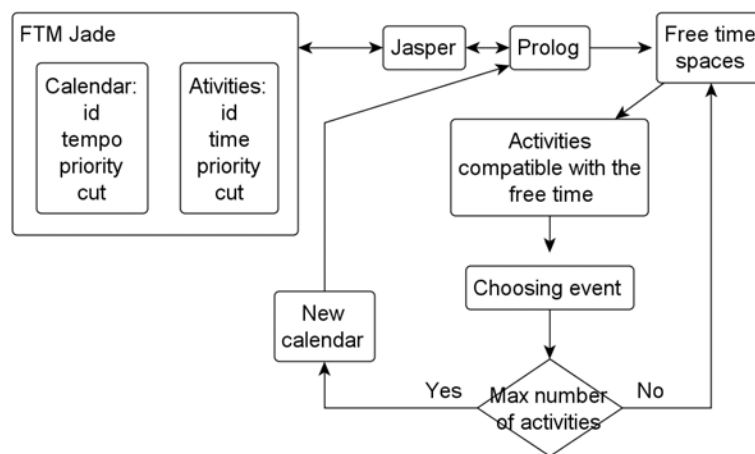 FTM Jade
Calendar:
id
tempo
priority
cut
Ativities:
id
time
priority
cut
Jasper
Prolog
Free time
spaces
Activities
compatible with the
free time
Choosing event
New
calendar
Yes
Max number
of activities
No